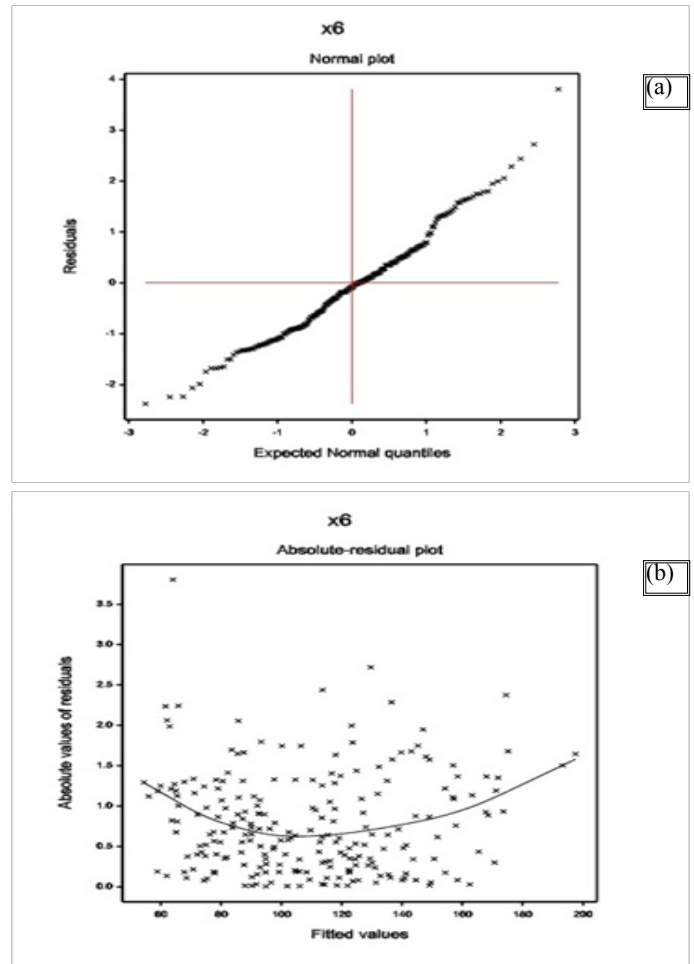 x6
Normal plot
(a)
4
3
2
1
0
-1
-2
Residuals
-3 -2 -1 0 1 2 3
Expected Normal quantiles
x6
Absolute-residual plot
(b)
3.5
3.0
2.5
2.0
1.5
1.0
0.5
0.0
Absolute values of residuals
60 80 100 120 140 160 180 200
Fitted values